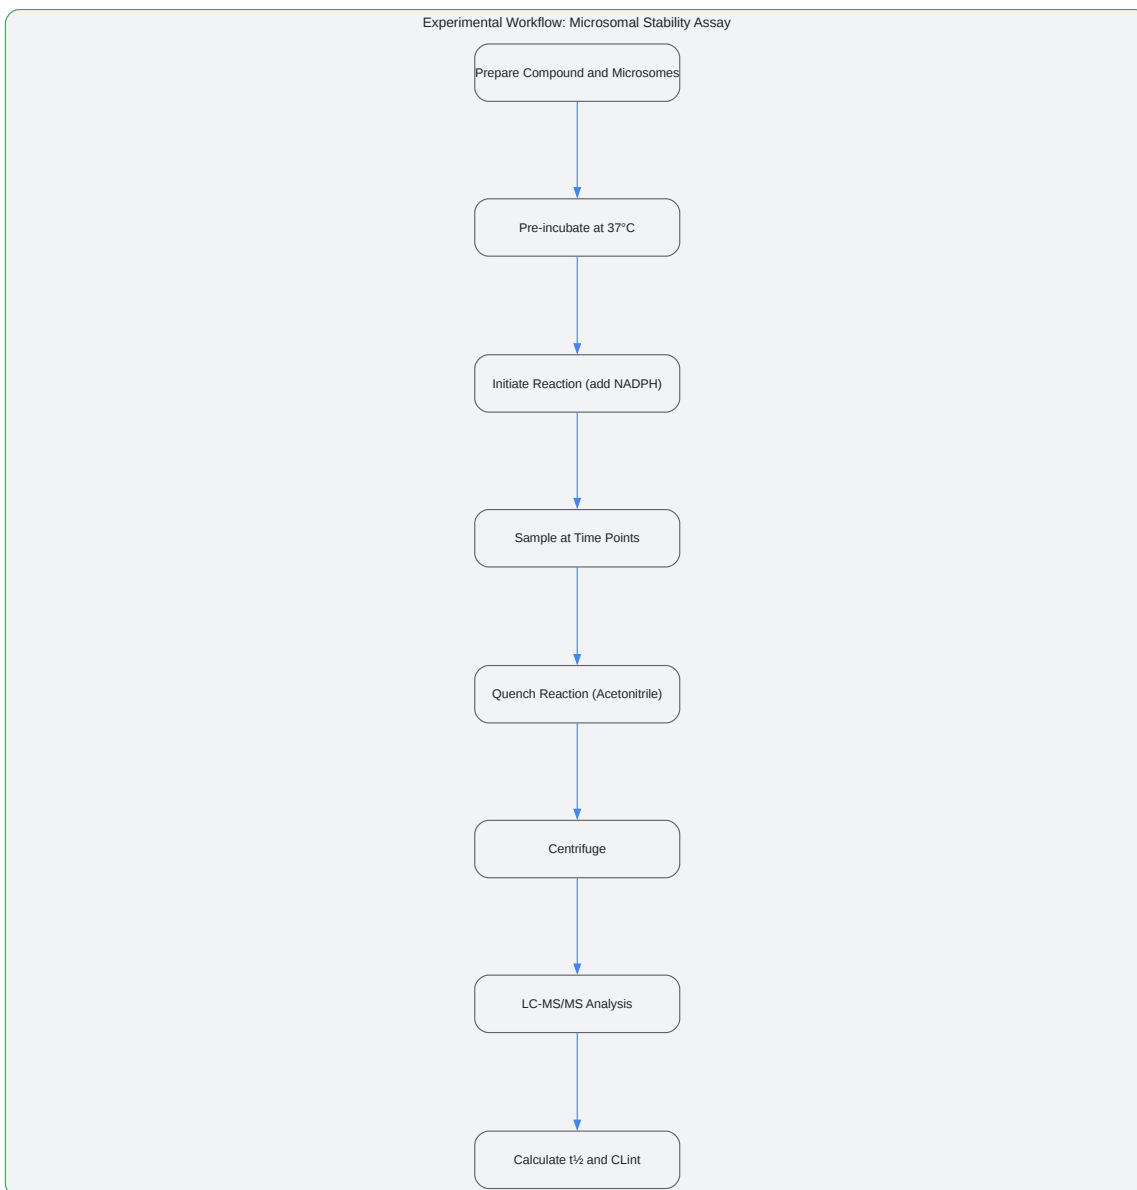 Experimental Workflow: Microsomal Stability Assay
Prepare Compound and Microsomes
Pre-incubate at 37°C
Initiate Reaction (add NADPH)
Sample at Time Points
Quench Reaction (Acetonitrile)
Centrifuge
LC-MS/MS Analysis
Calculate t½ and CLint